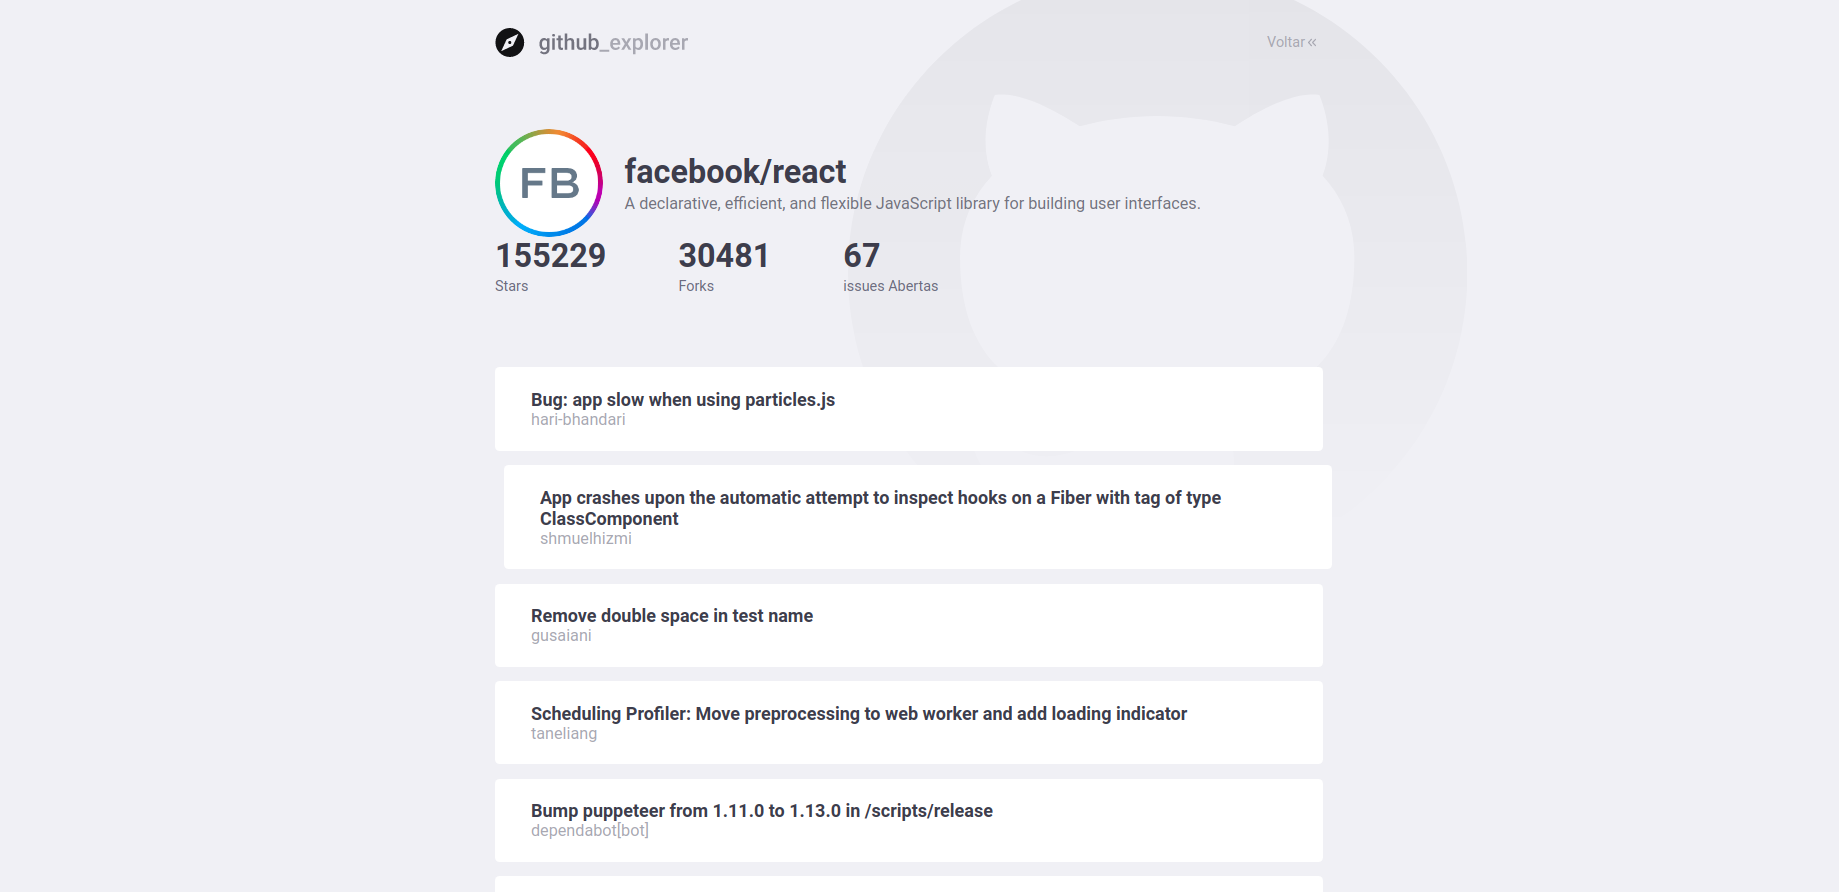 github_explorer
Voltar «
FB
facebook/react
A declarative, efficient, and flexible JavaScript library for building user interfaces.
155229
Stars
30481
Forks
67
issues Abertas
Bug: app slow when using particles.js
hari-bhandari
App crashes upon the automatic attempt to inspect hooks on a Fiber with tag of type
ClassComponent
shmuelhizmi
Remove double space in test name
gusaiani
Scheduling Profiler: Move preprocessing to web worker and add loading indicator
taneliang
Bump puppeteer from 1.11.0 to 1.13.0 in /scripts/release
dependabot[bot]